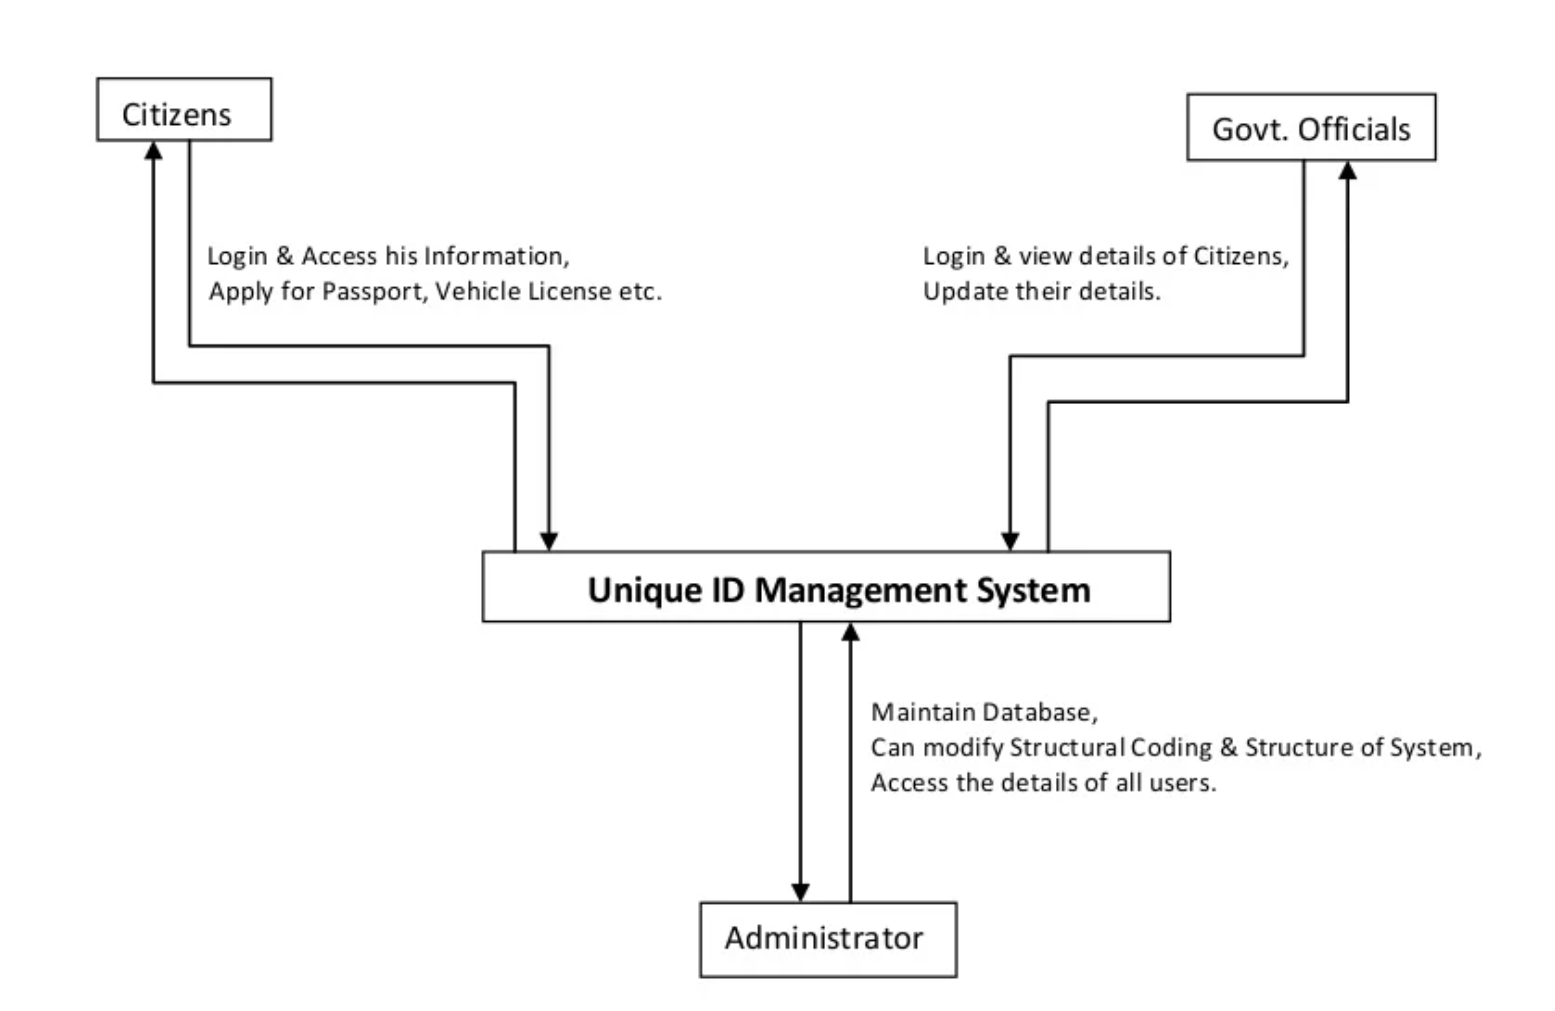 Citizens
Govt. Officials
Login & Access his Information,
Apply for Passport, Vehicle License etc.
Login & view details of Citizens,
Update their details.
Unique ID Management System
Maintain Database,
Can modify Structural Coding & Structure of System,
Access the details of all users.
Administrator